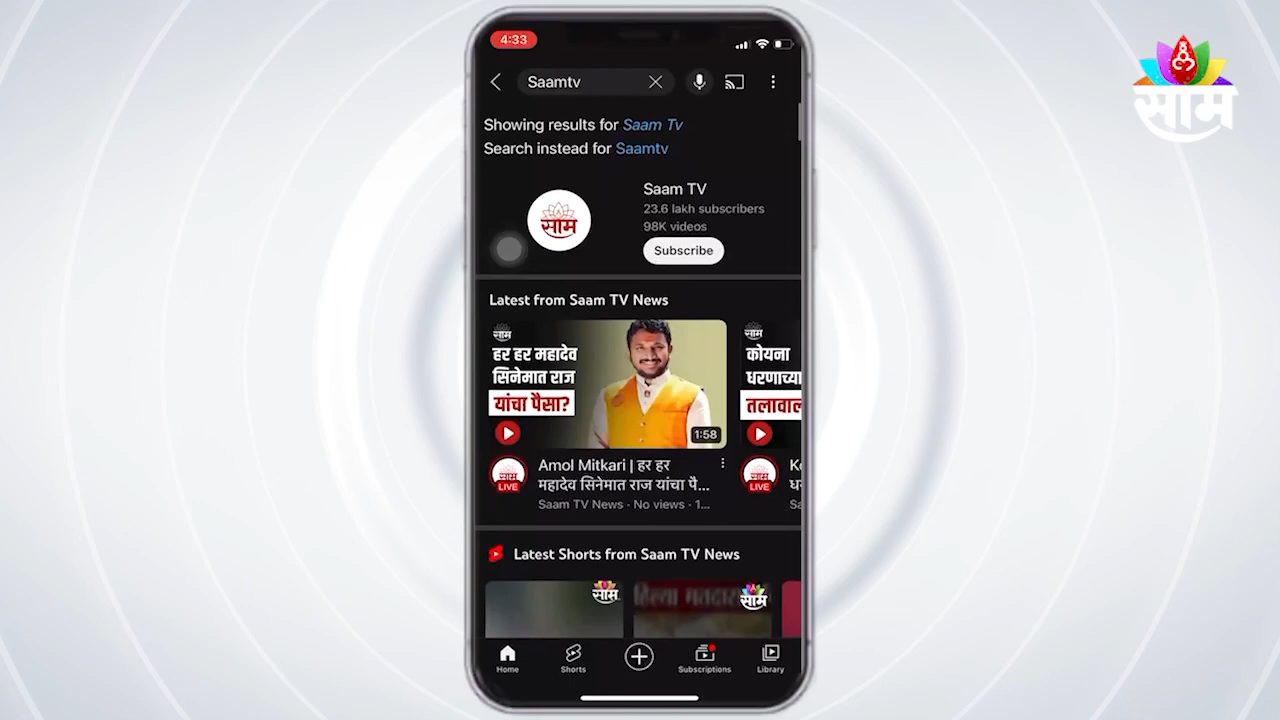 4:33
साम
Saamtv
Showing results for Saam Tv
Search instead for Saamtv
साम
Saam TV
23.6 lakh subscribers
98K videos
Subscribe
Latest from Saam TV News
साम
हर हर महादेव
सिनेमात राज
यांचा पैसा?
1:58
साम
कोयना
धरणाच्या
तलावाल
साम
LIVE
Amol Mitkari | हर हर
महादेव सिनेमात राज यांचा पै...
Saam TV News · No views · 1...
साम
LIVE
Latest Shorts from Saam TV News
साम
साम
Home
Shorts
Subscriptions
Library